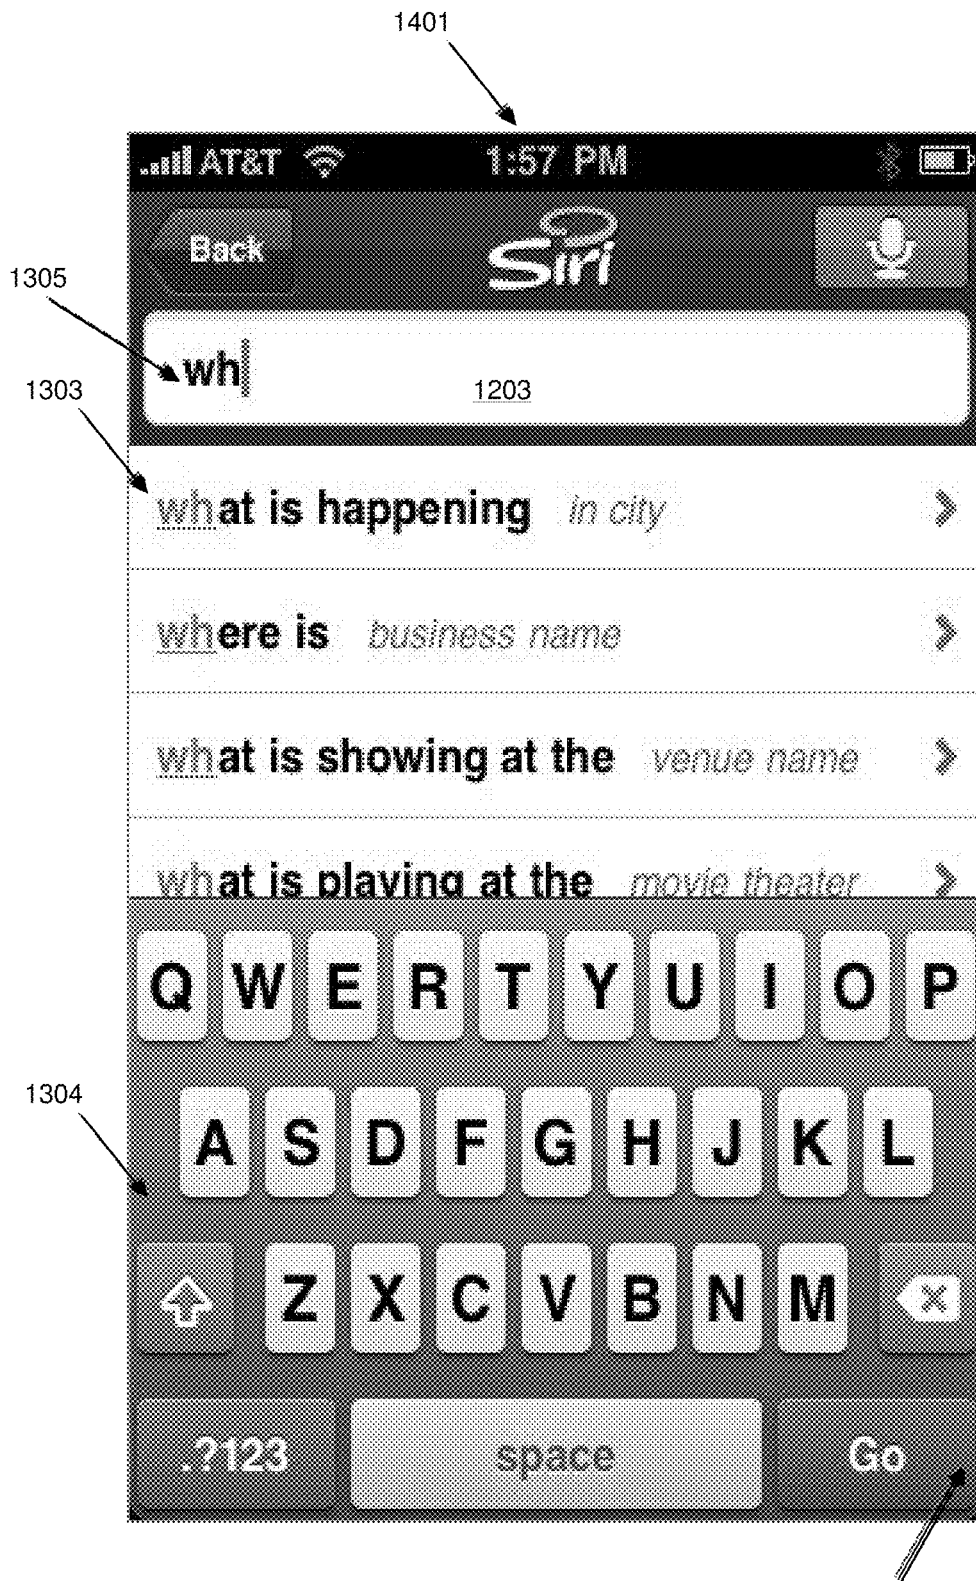 1401
AT&T 1:57 PM
Back Siri
1305
wh
1303
1203
what is happening in city
where is business name
what is showing at the venue name
what is playing at the movie theater
Q W E R T Y U I O P
1304
A S D F G H J K L
Z X C V B N M
.?123 space Go